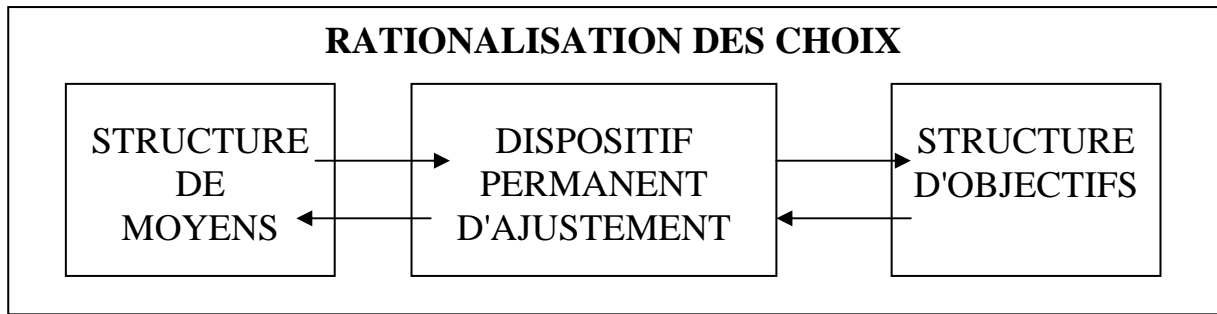 RATIONALISATION DES CHOIX
STRUCTURE
DE
MOYENS
DISPOSITIF
PERMANENT
D'AJUSTEMENT
STRUCTURE
D'OBJECTIFS